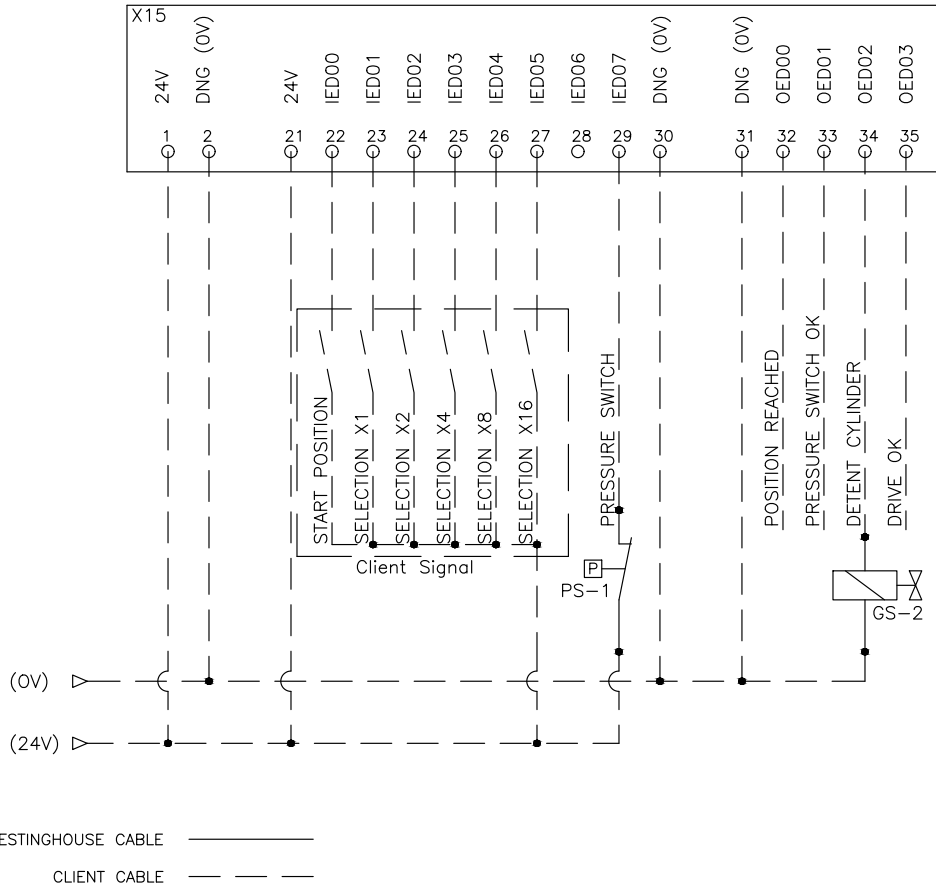 X15
24V
DNG (0V)
24V
IED00
IED01
IED02
IED03
IED04
IED05
IED06
IED07
DNG (0V)
DNG (0V)
OED00
OED01
OED02
OED03
1 2 21 22 23 24 25 26 27 28 29 30 31 32 33 34 35
START POSITION
SELECTION X1
SELECTION X2
SELECTION X4
SELECTION X8
SELECTION X16
PRESSURE SWITCH
POSITION REACHED
PRESSURE SWITCH OK
DETENT CYLINDER
DRIVE OK
Client Signal
P
PS-1
GS-2
(0V)
(24V)
ESTINGHOUSE CABLE
CLIENT CABLE